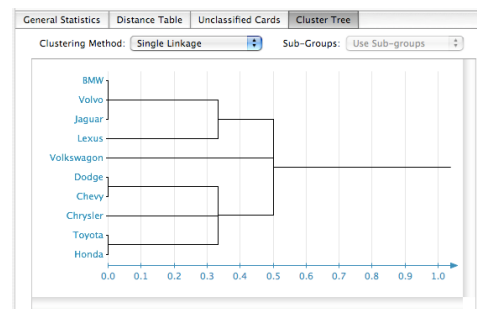 General Statistics Distance Table Unclassified Cards Cluster Tree
Clustering Method: Single Linkage Sub-Groups: Use Sub-groups
BMW
Volvo
Jaguar
Lexus
Volkswagon
Dodge
Chevy
Chrysler
Toyota
Honda
0.0 0.1 0.2 0.3 0.4 0.5 0.6 0.7 0.8 0.9 1.0